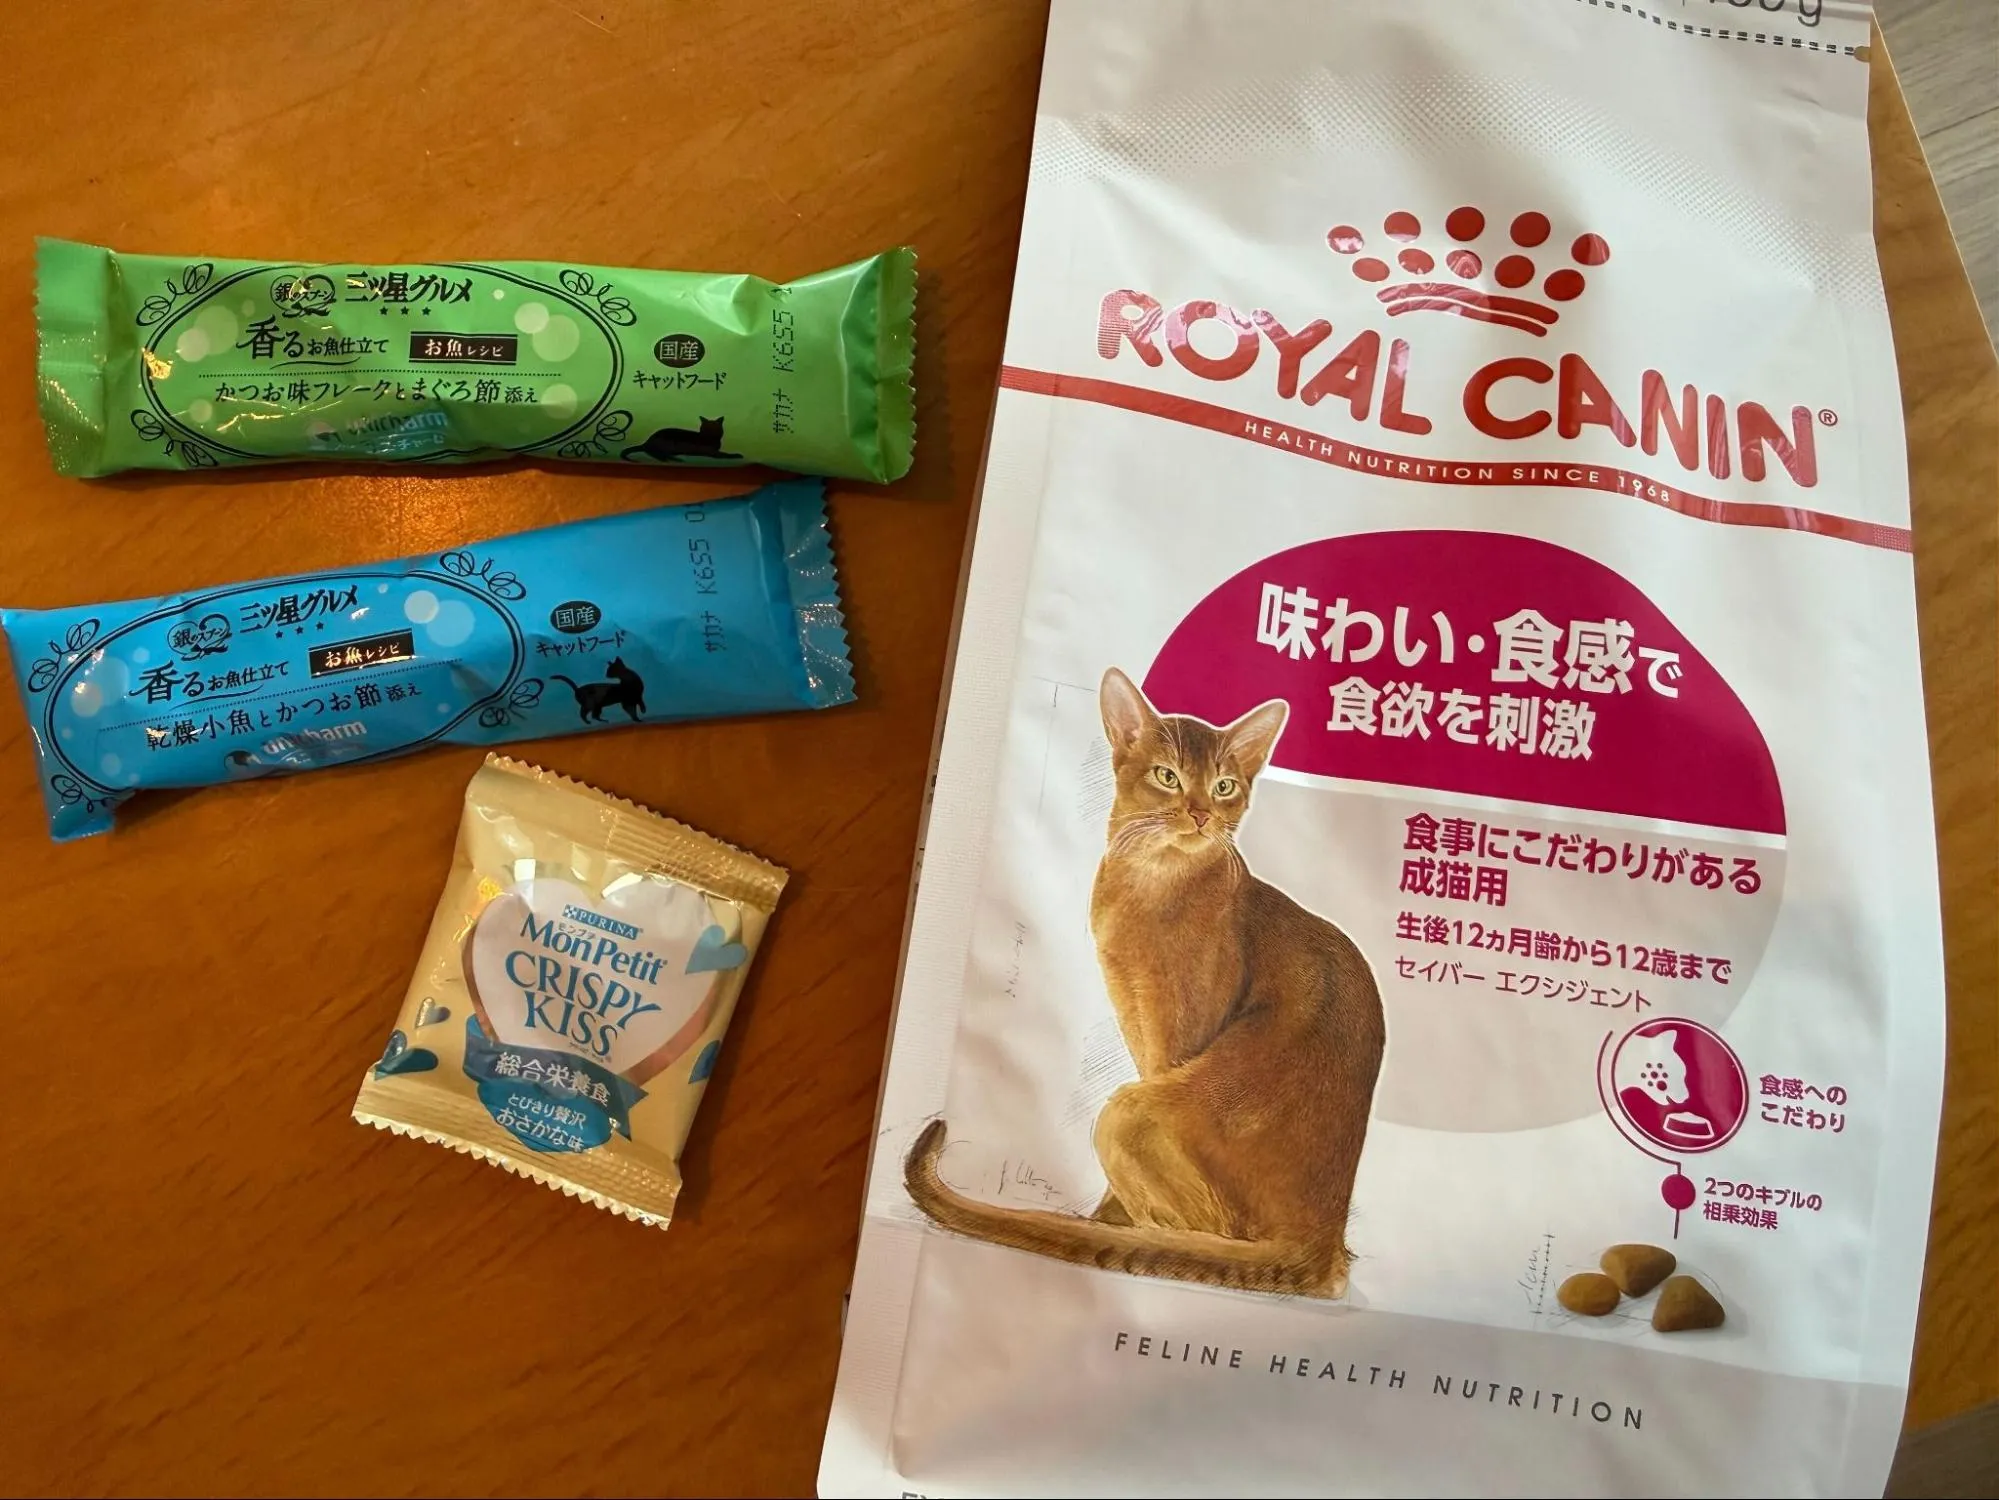 銀のスプーン 三ツ星グルメ
香るお魚仕立て お魚レシピ
かつお味フレークとまぐろ節添え
unicharm
ユニ・チャーム
国産
キャットフード
サカナ K6S5
銀のスプーン 三ツ星グルメ
香るお魚仕立て お魚レシピ
乾燥小魚とかつお節添え
unicharm
国産
キャットフード
サカナ K6S5
PURINA
モンプチ
MonPetit
CRISPY
KISS
総合栄養食
とびきり贅沢
おさかな味
ROYAL CANIN®
HEALTH NUTRITION SINCE 1968
味わい・食感で
食欲を刺激
食事にこだわりがある
成猫用
生後12ヵ月齢から12歳まで
セイバー エクシジェント
食感への
こだわり
2つのキブルの
相乗効果
FELINE HEALTH NUTRITION